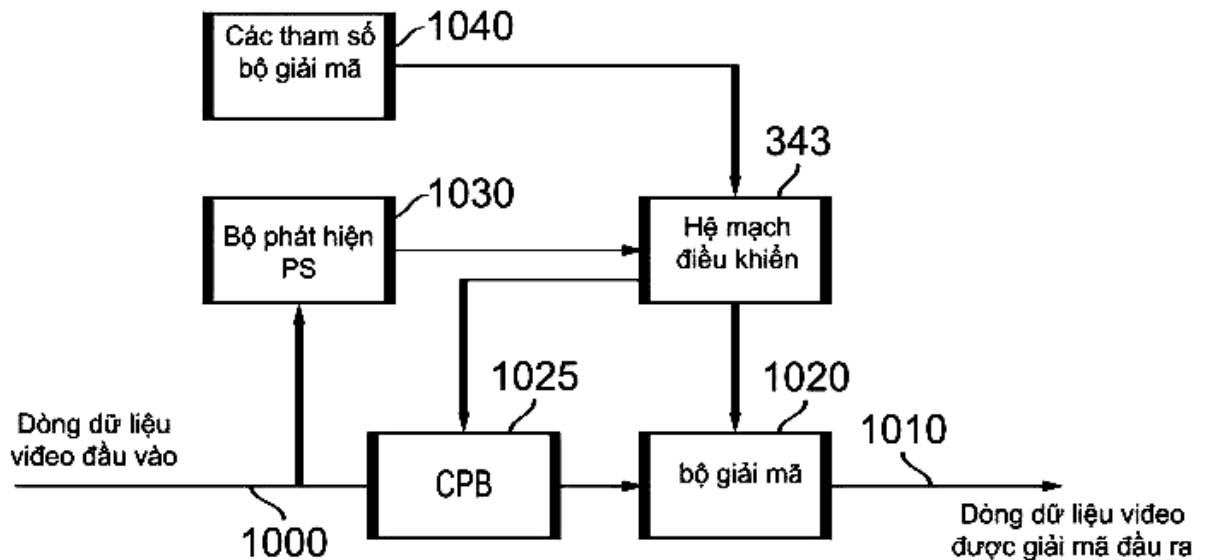 Các tham số
bộ giải mã
1040
343
1030
Bộ phát hiện
PS
Hệ mạch
điều khiển
1025
1020
Dòng dữ liệu
viđeo đầu vào
1010
CPB
bộ giải mã
1000
Dòng dữ liệu viđeo
được giải mã đầu ra